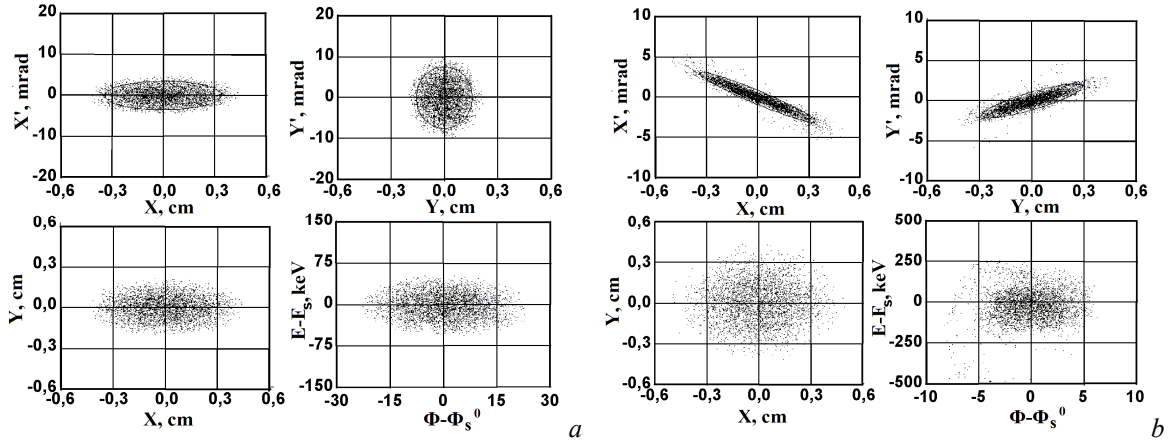 20
10
0
-10
-20
X', mrad
-0,6 -0,3 0,0 0,3 0,6
X, cm
20
10
0
-10
-20
Y', mrad
-0,6 -0,3 0,0 0,3 0,6
Y, cm
0,6
0,3
0,0
-0,3
-0,6
Y, cm
-0,6 -0,3 0,0 0,3 0,6
X, cm
150
75
0
-75
-150
E-Es, keV
-30 -15 0 15 30
Φ-Φs⁰
a
10
5
0
-5
-10
X', mrad
-0,6 -0,3 0,0 0,3 0,6
X, cm
10
5
0
-5
-10
Y', mrad
-0,6 -0,3 0,0 0,3 0,6
Y, cm
0,6
0,3
0,0
-0,3
-0,6
Y, cm
-0,6 -0,3 0,0 0,3 0,6
X, cm
500
250
0
-250
-500
E-Es, keV
-10 -5 0 5 10
Φ-Φs⁰
b